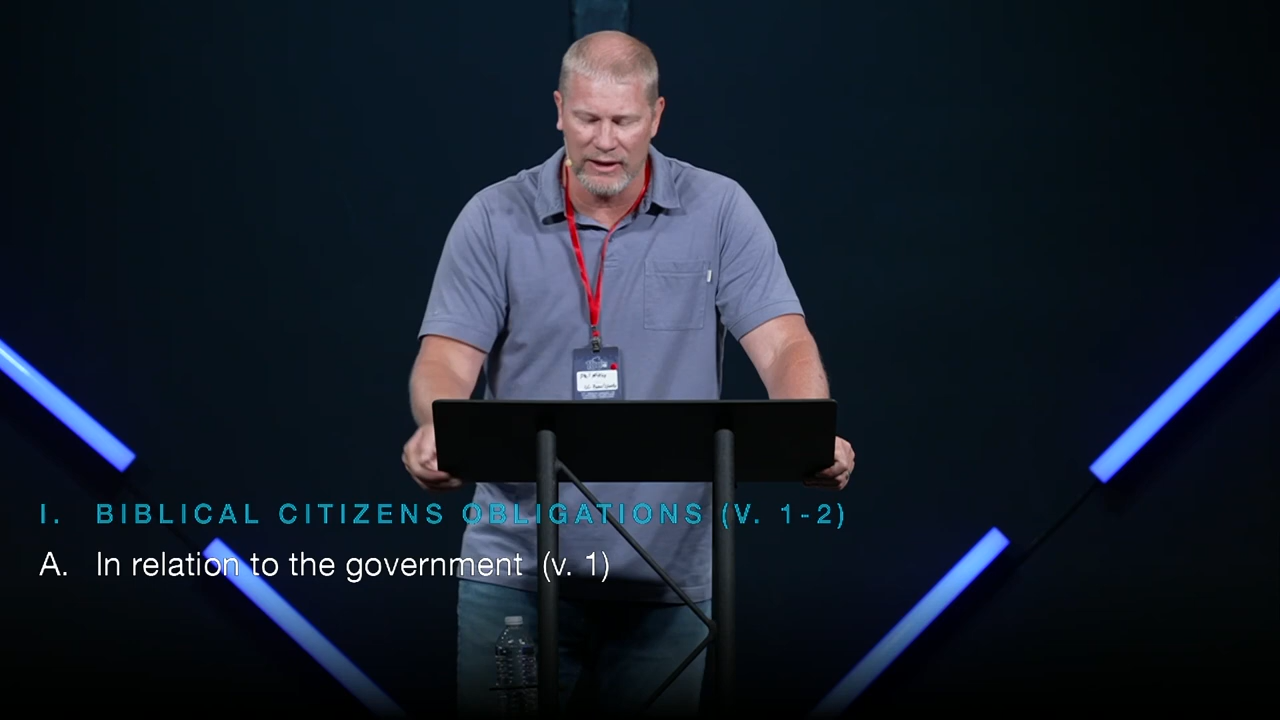 I. BIBLICAL CITIZENS OBLIGATIONS (V. 1-2)
A. In relation to the government (v. 1)